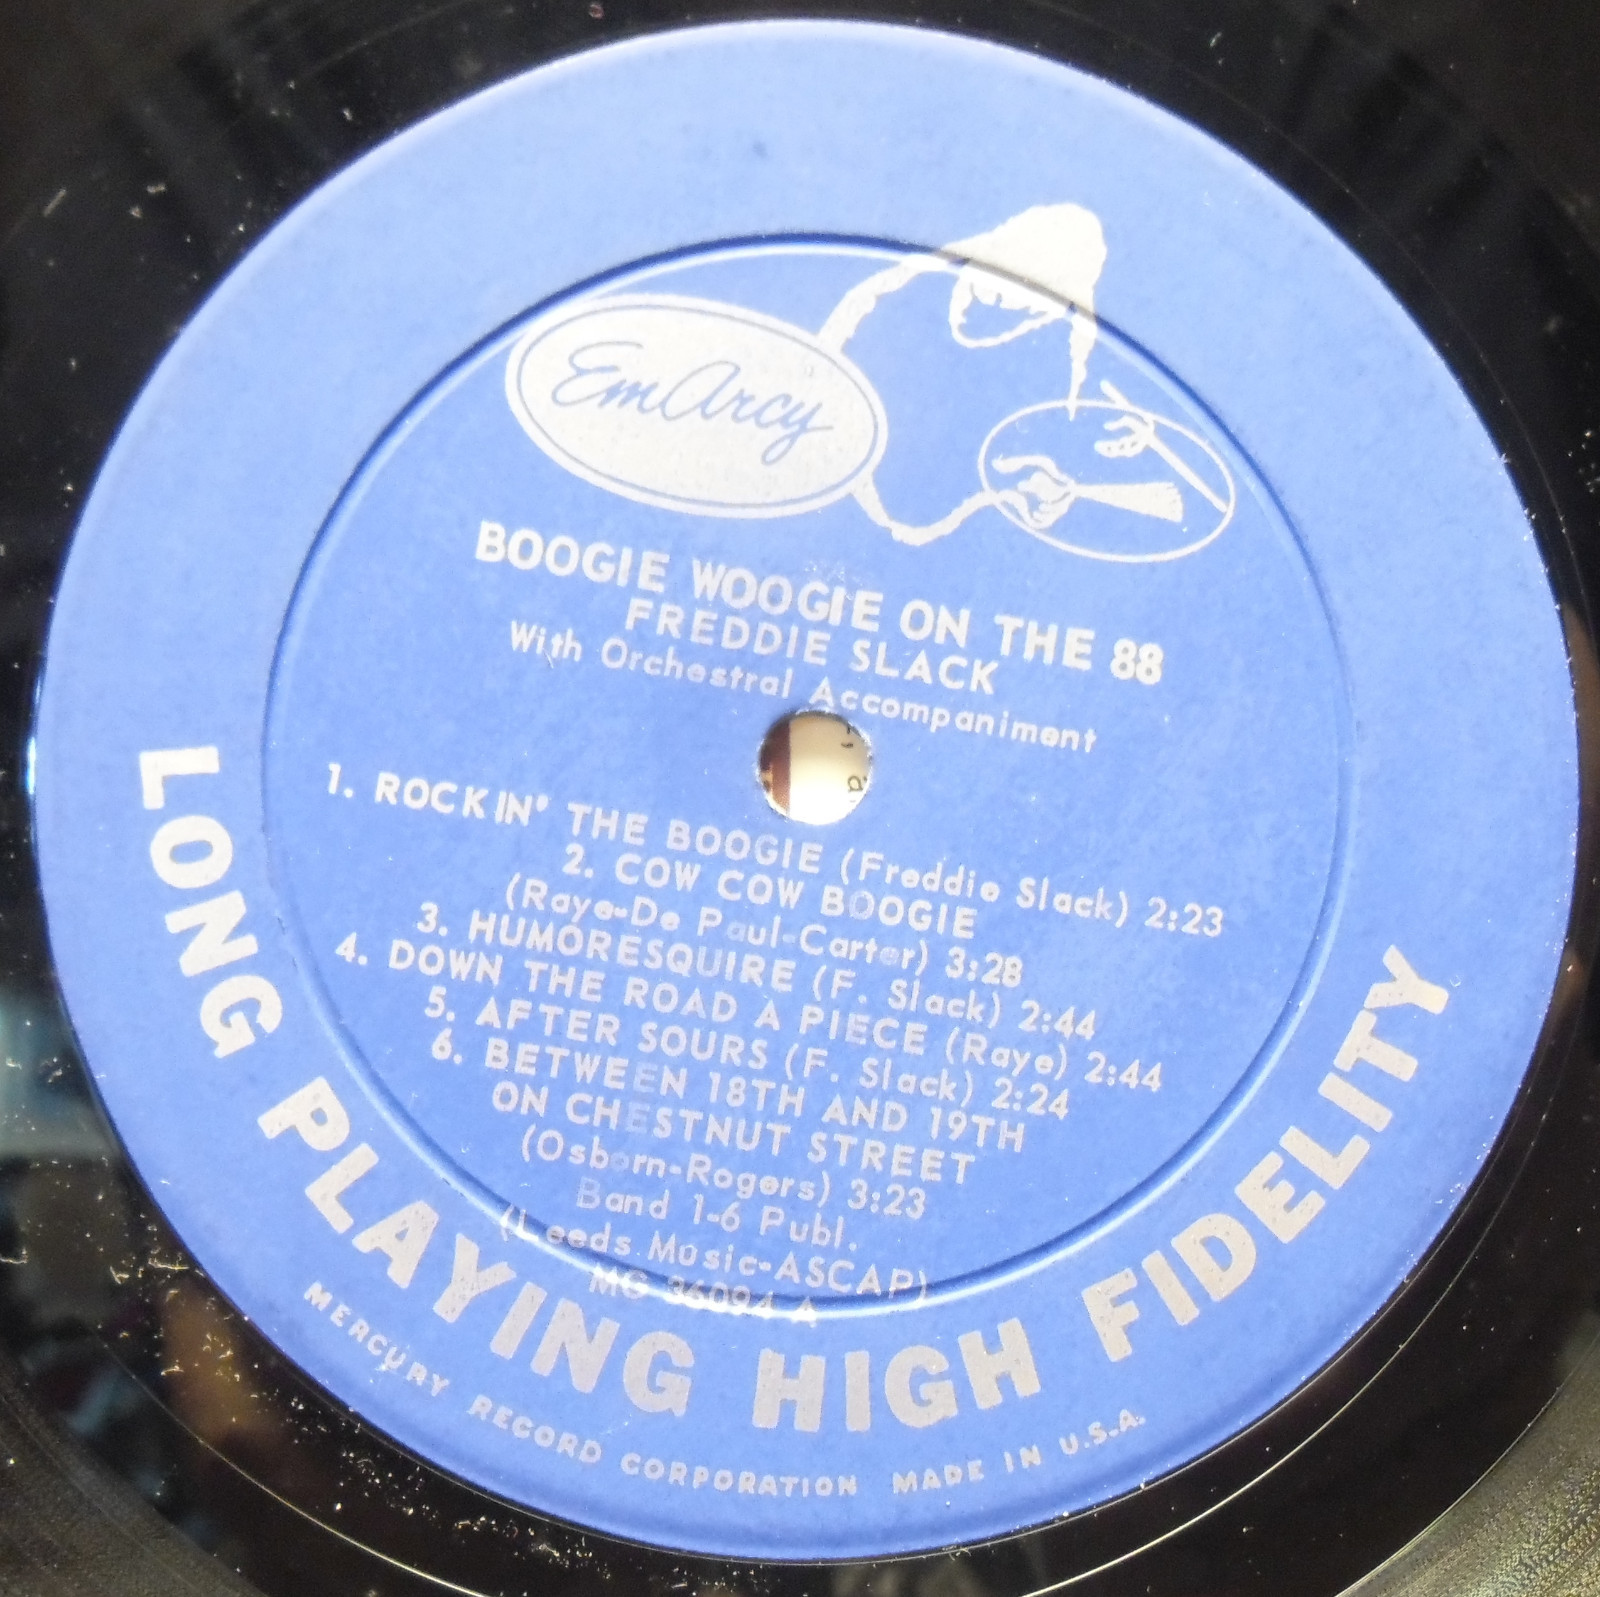 EmArcy
BOOGIE WOOGIE ON THE 88
FREDDIE SLACK
With Orchestral Accompaniment
1. ROCKIN' THE BOOGIE (Freddie Slack) 2:23
2. COW COW BOOGIE
(Raye-De Paul-Carter) 3:28
3. HUMORESQUIRE (F. Slack) 2:44
4. DOWN THE ROAD A PIECE (Raye) 2:44
5. AFTER SOURS (F. Slack) 2:24
6. BETWEEN 18TH AND 19TH
ON CHESTNUT STREET
(Osborn-Rogers) 3:23
Band 1-6 Publ.
(Leeds Music-ASCAP)
MG 36094 A
LONG PLAYING HIGH FIDELITY
MERCURY RECORD CORPORATION MADE IN U.S.A.